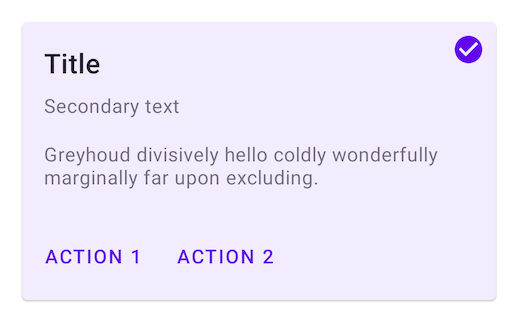 Title
Secondary text
Greyhoud divisively hello coldly wonderfully
marginally far upon excluding.
ACTION 1 ACTION 2